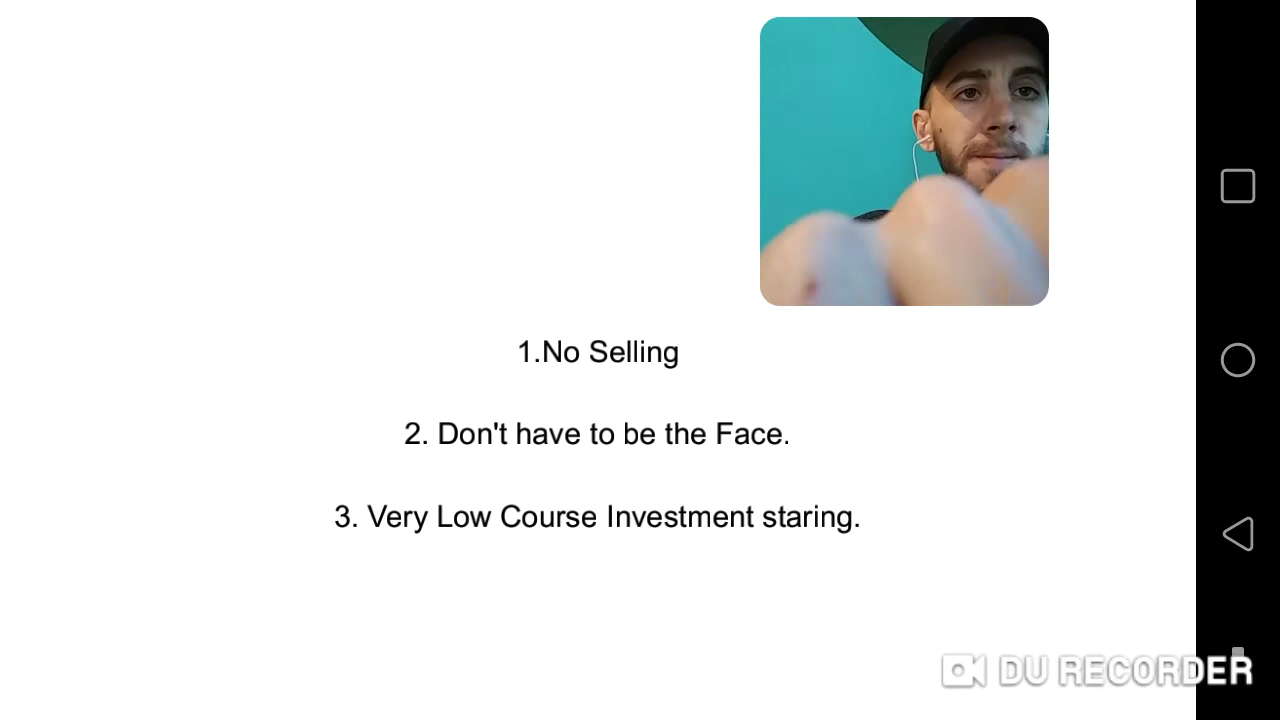 1.No Selling
2. Don't have to be the Face.
3. Very Low Course Investment staring.
DU RECORDER